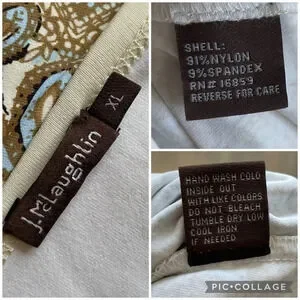 XL
J.McLaughlin
SHELL:
91%NYLON
9%SPANDEX
RN# 16859
REVERSE FOR CARE
HAND WASH COLD
INSIDE OUT
WITH LIKE COLORS
DO NOT BLEACH
TUMBLE DRY LOW
COOL IRON
IF NEEDED
PIC•COLLAGE